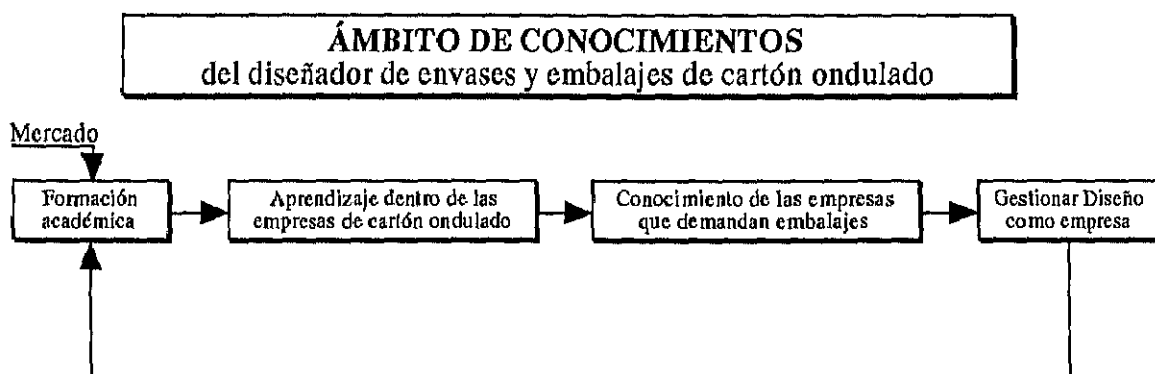 ÁMBITO DE CONOCIMIENTOS
del diseñador de envases y embalajes de cartón ondulado
Mercado
Formación
académica
Aprendizaje dentro de las
empresas de cartón ondulado
Conocimiento de las empresas
que demandan embalajes
Gestionar Diseño
como empresa